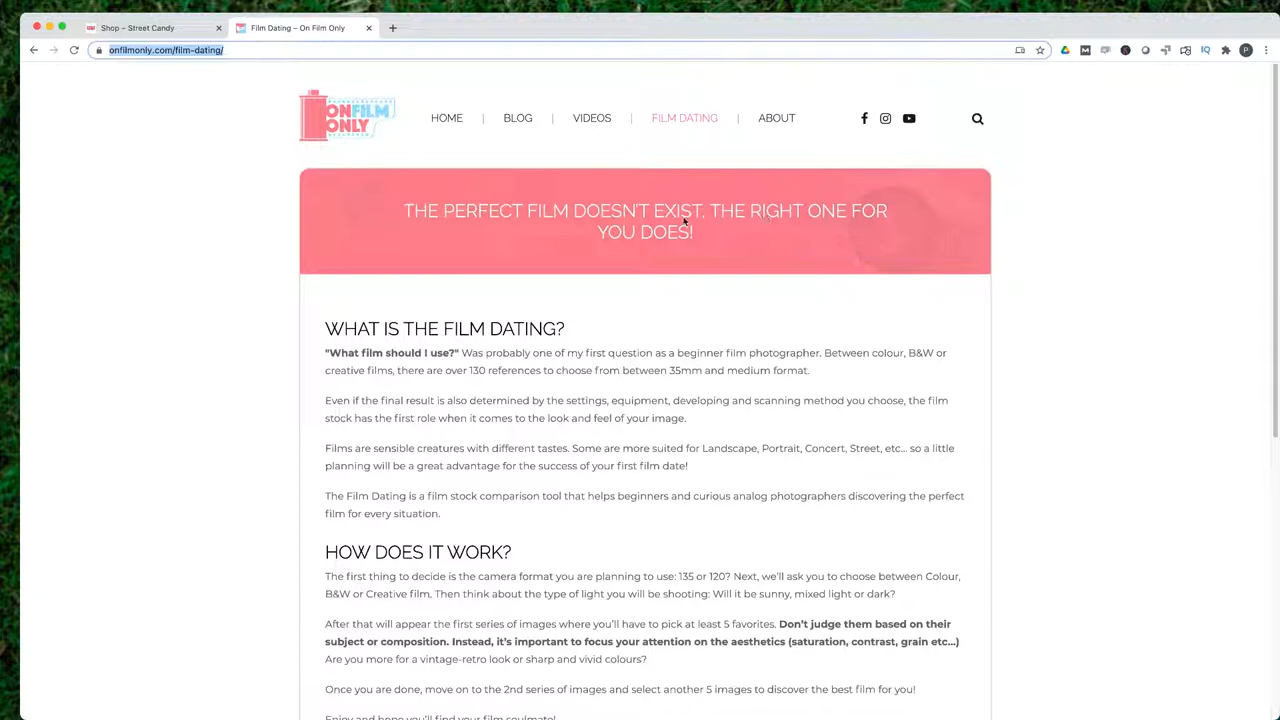 Shop – Street Candy
Film Dating – On Film Only
onfilmonly.com/film-dating/
ONFILM
ONLY
HOME
BLOG
VIDEOS
FILM DATING
ABOUT
THE PERFECT FILM DOESN'T EXIST, THE RIGHT ONE FOR
YOU DOES!
WHAT IS THE FILM DATING?
"What film should I use?" Was probably one of my first question as a beginner film photographer. Between colour, B&W or
creative films, there are over 130 references to choose from between 35mm and medium format.
Even if the final result is also determined by the settings, equipment, developing and scanning method you choose, the film
stock has the first role when it comes to the look and feel of your image.
Films are sensible creatures with different tastes. Some are more suited for Landscape, Portrait, Concert, Street, etc... so a little
planning will be a great advantage for the success of your first film date!
The Film Dating is a film stock comparison tool that helps beginners and curious analog photographers discovering the perfect
film for every situation.
HOW DOES IT WORK?
The first thing to decide is the camera format you are planning to use: 135 or 120? Next, we'll ask you to choose between Colour,
B&W or Creative film. Then think about the type of light you will be shooting: Will it be sunny, mixed light or dark?
After that will appear the first series of images where you'll have to pick at least 5 favorites. Don't judge them based on their
subject or composition. Instead, it's important to focus your attention on the aesthetics (saturation, contrast, grain etc...)
Are you more for a vintage-retro look or sharp and vivid colours?
Once you are done, move on to the 2nd series of images and select another 5 images to discover the best film for you!
Enjoy and hope you'll find your film soulmate!